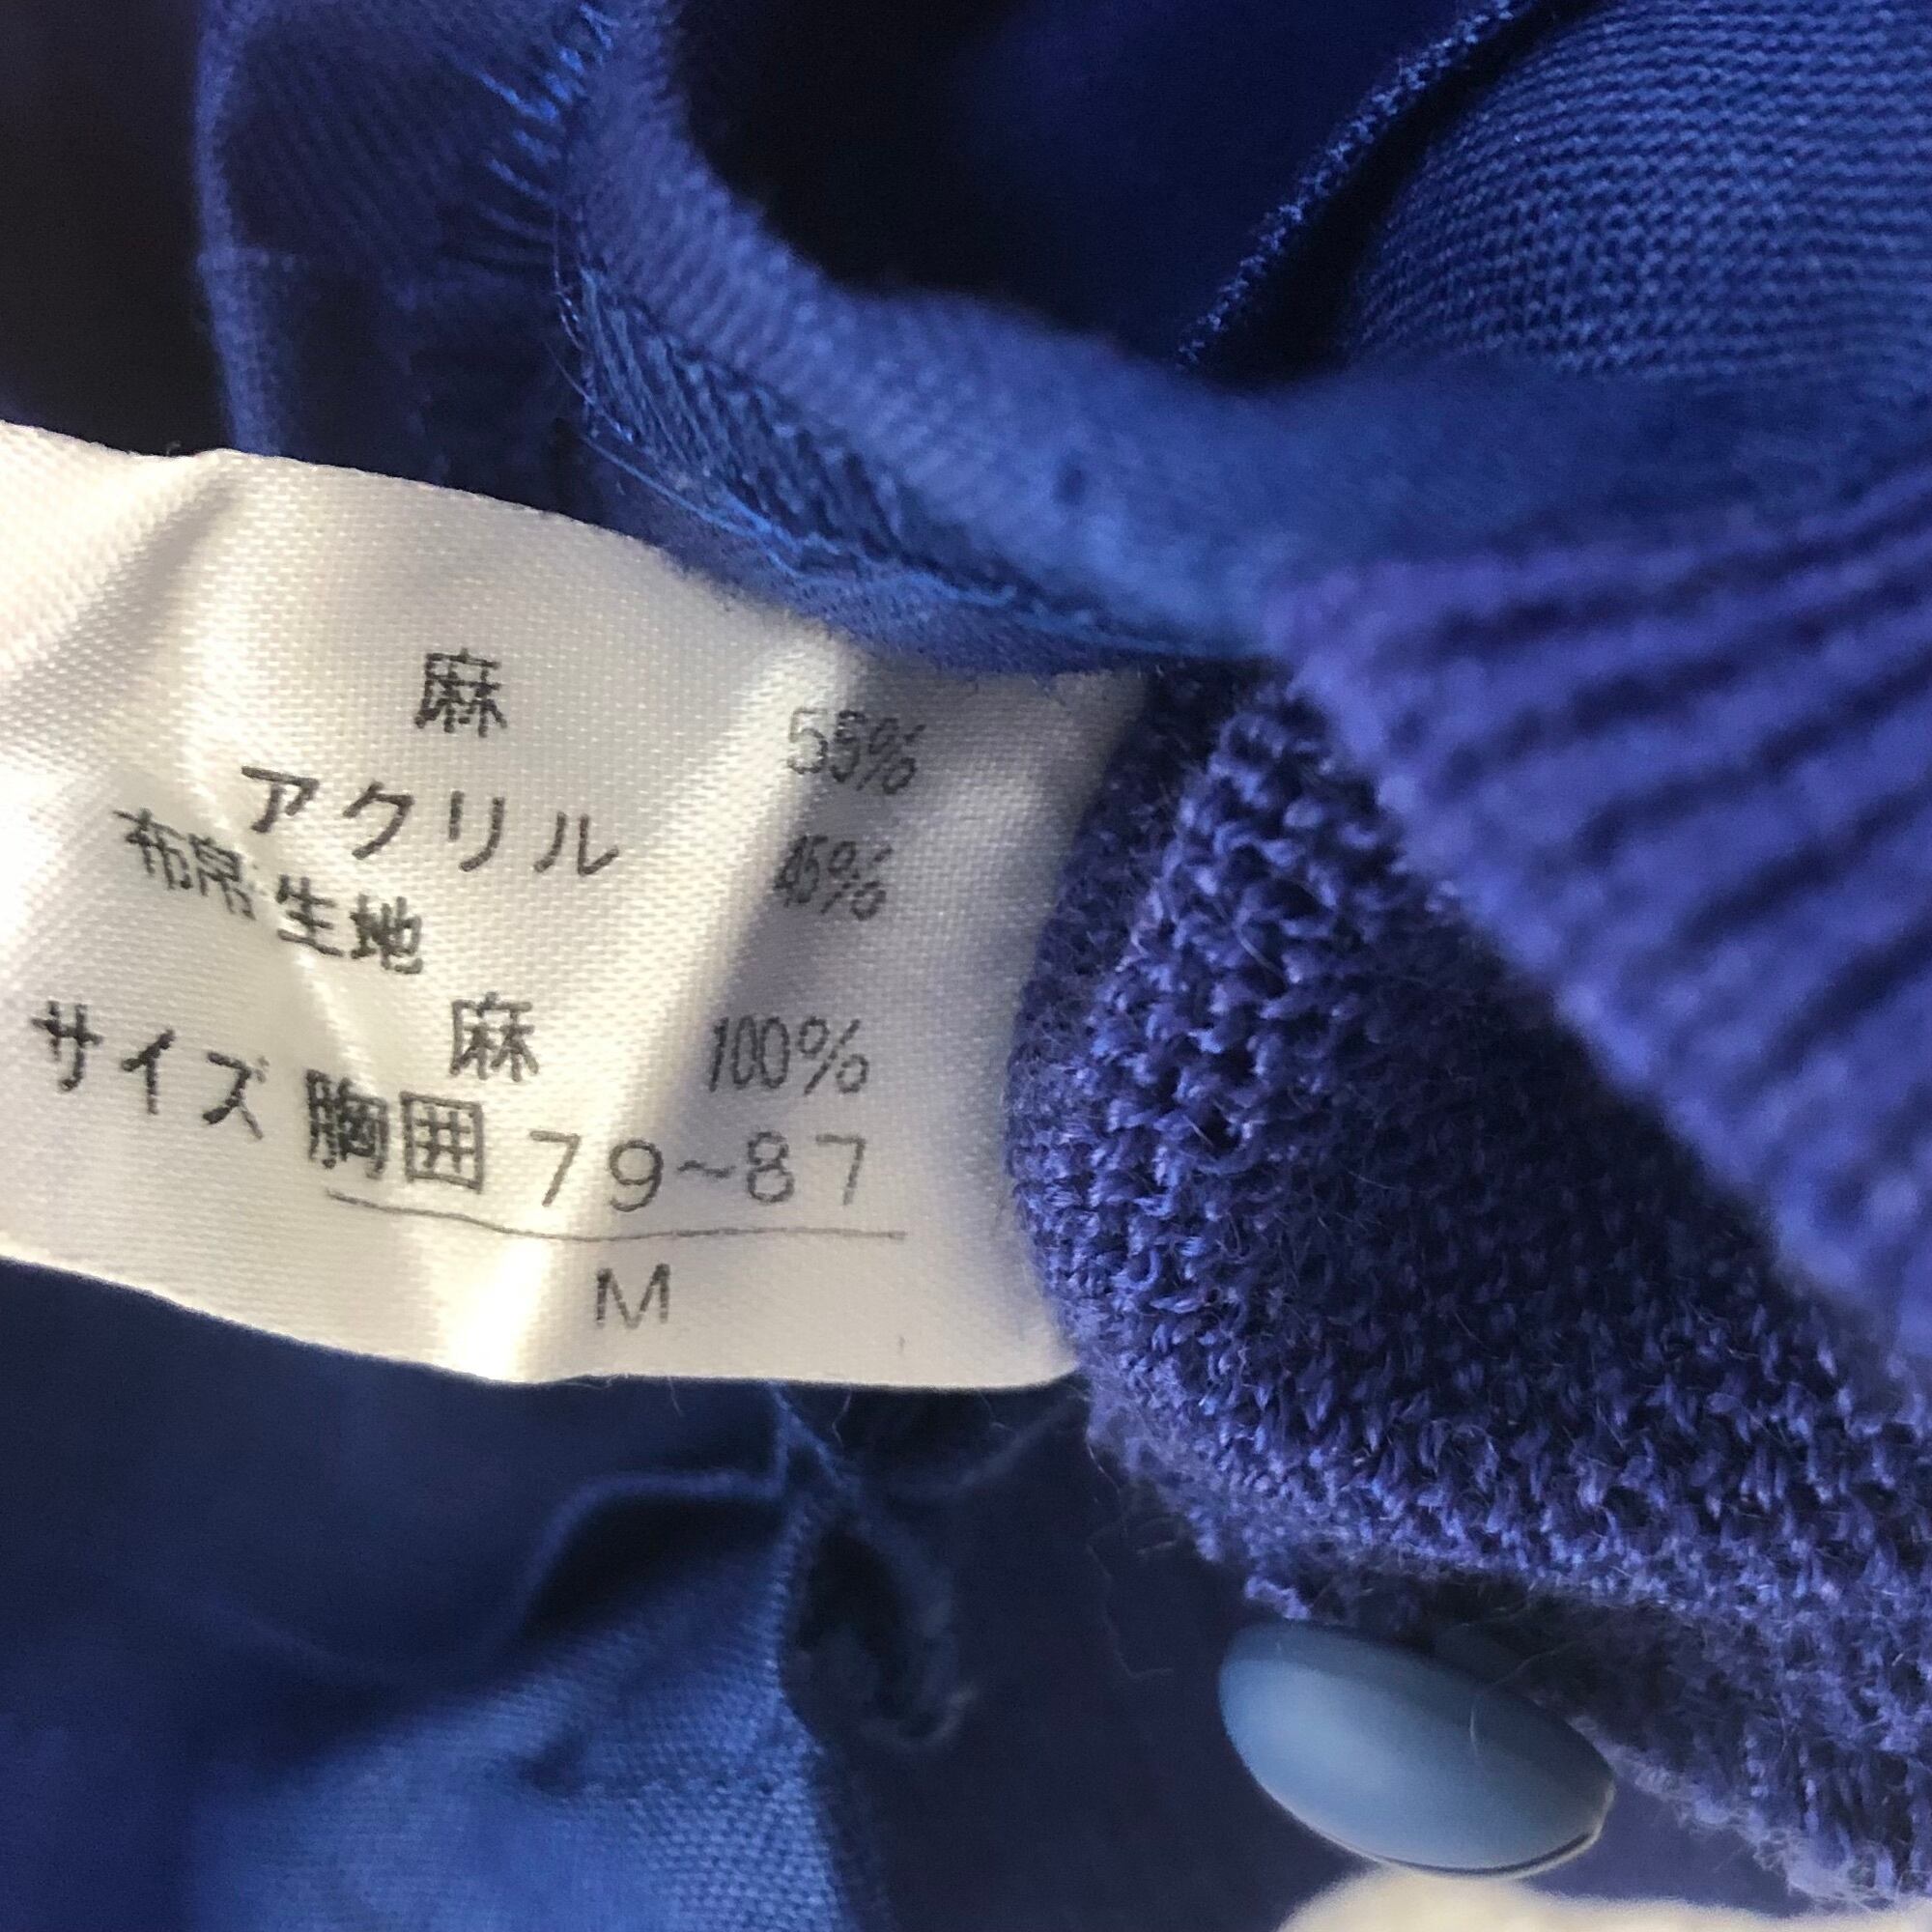 麻 55%
アクリル 45%
布帛生地
麻 100%
サイズ 胸囲 79~87
M